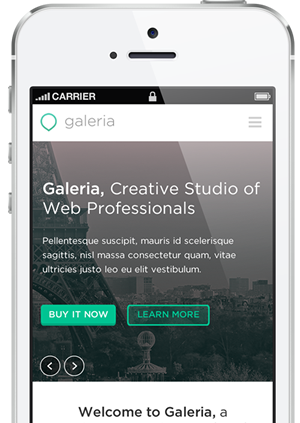 CARRIER
galeria
Galeria, Creative Studio of
Web Professionals
Pellentesque suscipit, mauris id scelerisque
sagittis, nisl massa consectetur quam, vitae
ultricies justo leo eu elit vestibulum.
BUY IT NOW LEARN MORE
Welcome to Galeria, a